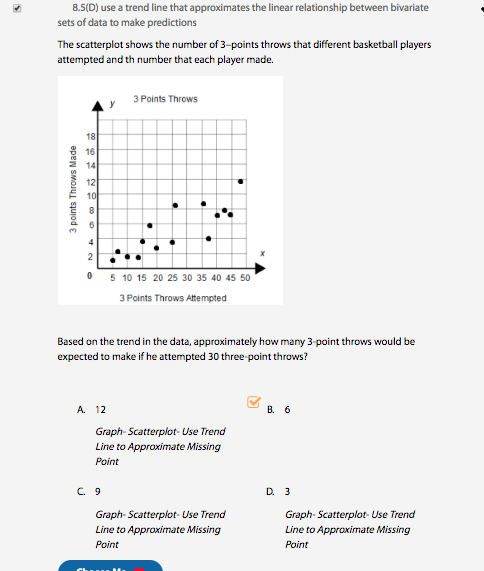 8.5(D) use a trend line that approximates the linear relationship between bivariate
sets of data to make predictions
The scatterplot shows the number of 3-points throws that different basketball players
attempted and th number that each player made.
y
3 Points Throws
3 points Throws Made
18
16
14
12
10
8
6
4
2
0
x
5 10 15 20 25 30 35 40 45 50
3 Points Throws Attempted
Based on the trend in the data, approximately how many 3-point throws would be
expected to make if he attempted 30 three-point throws?
A. 12
Graph- Scatterplot- Use Trend
Line to Approximate Missing
Point
B. 6
C. 9
Graph- Scatterplot- Use Trend
Line to Approximate Missing
Point
D. 3
Graph- Scatterplot- Use Trend
Line to Approximate Missing
Point